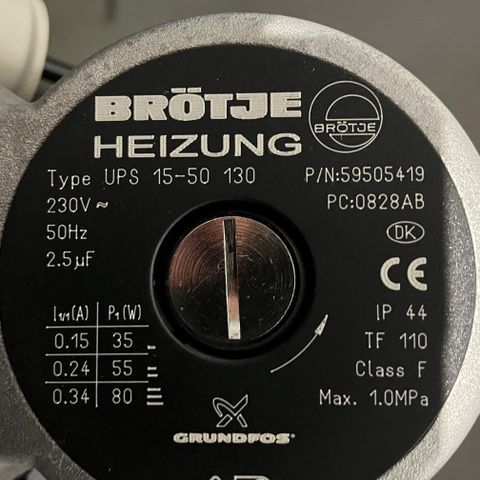 BRÖTJE
BRÖTJE
HEIZUNG
Type UPS 15-50 130 P/N:59505419
230V ~ PC:0828AB
50Hz DK
2.5µF CE
I1/1(A) P1(W) IP 44
0.15 35 TF 110
0.24 55 Class F
0.34 80 Max. 1.0MPa
GRUNDFOS